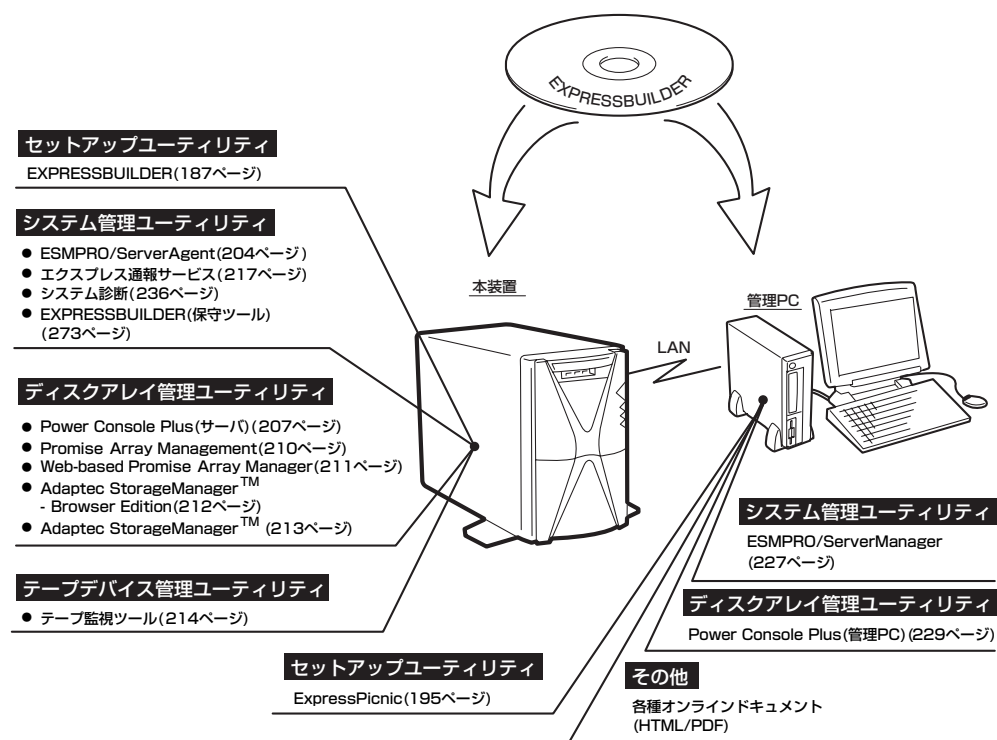 EXPRESSBUILDER
セットアップユーティリティ
EXPRESSBUILDER(187ページ)
システム管理ユーティリティ
● ESMPRO/ServerAgent(204ページ)
● エクスプレス通報サービス(217ページ)
● システム診断(236ページ)
● EXPRESSBUILDER(保守ツール)
(273ページ)
ディスクアレイ管理ユーティリティ
● Power Console Plus(サーバ)(207ページ)
● Promise Array Management(210ページ)
● Web-based Promise Array Manager(211ページ)
● Adaptec StorageManager™
- Browser Edition(212ページ)
● Adaptec StorageManager™ (213ページ)
テープデバイス管理ユーティリティ
● テープ監視ツール(214ページ)
本装置
LAN
管理PC
システム管理ユーティリティ
ESMPRO/ServerManager
(227ページ)
ディスクアレイ管理ユーティリティ
Power Console Plus(管理PC)(229ページ)
セットアップユーティリティ
ExpressPicnic(195ページ)
その他
各種オンラインドキュメント
(HTML/PDF)